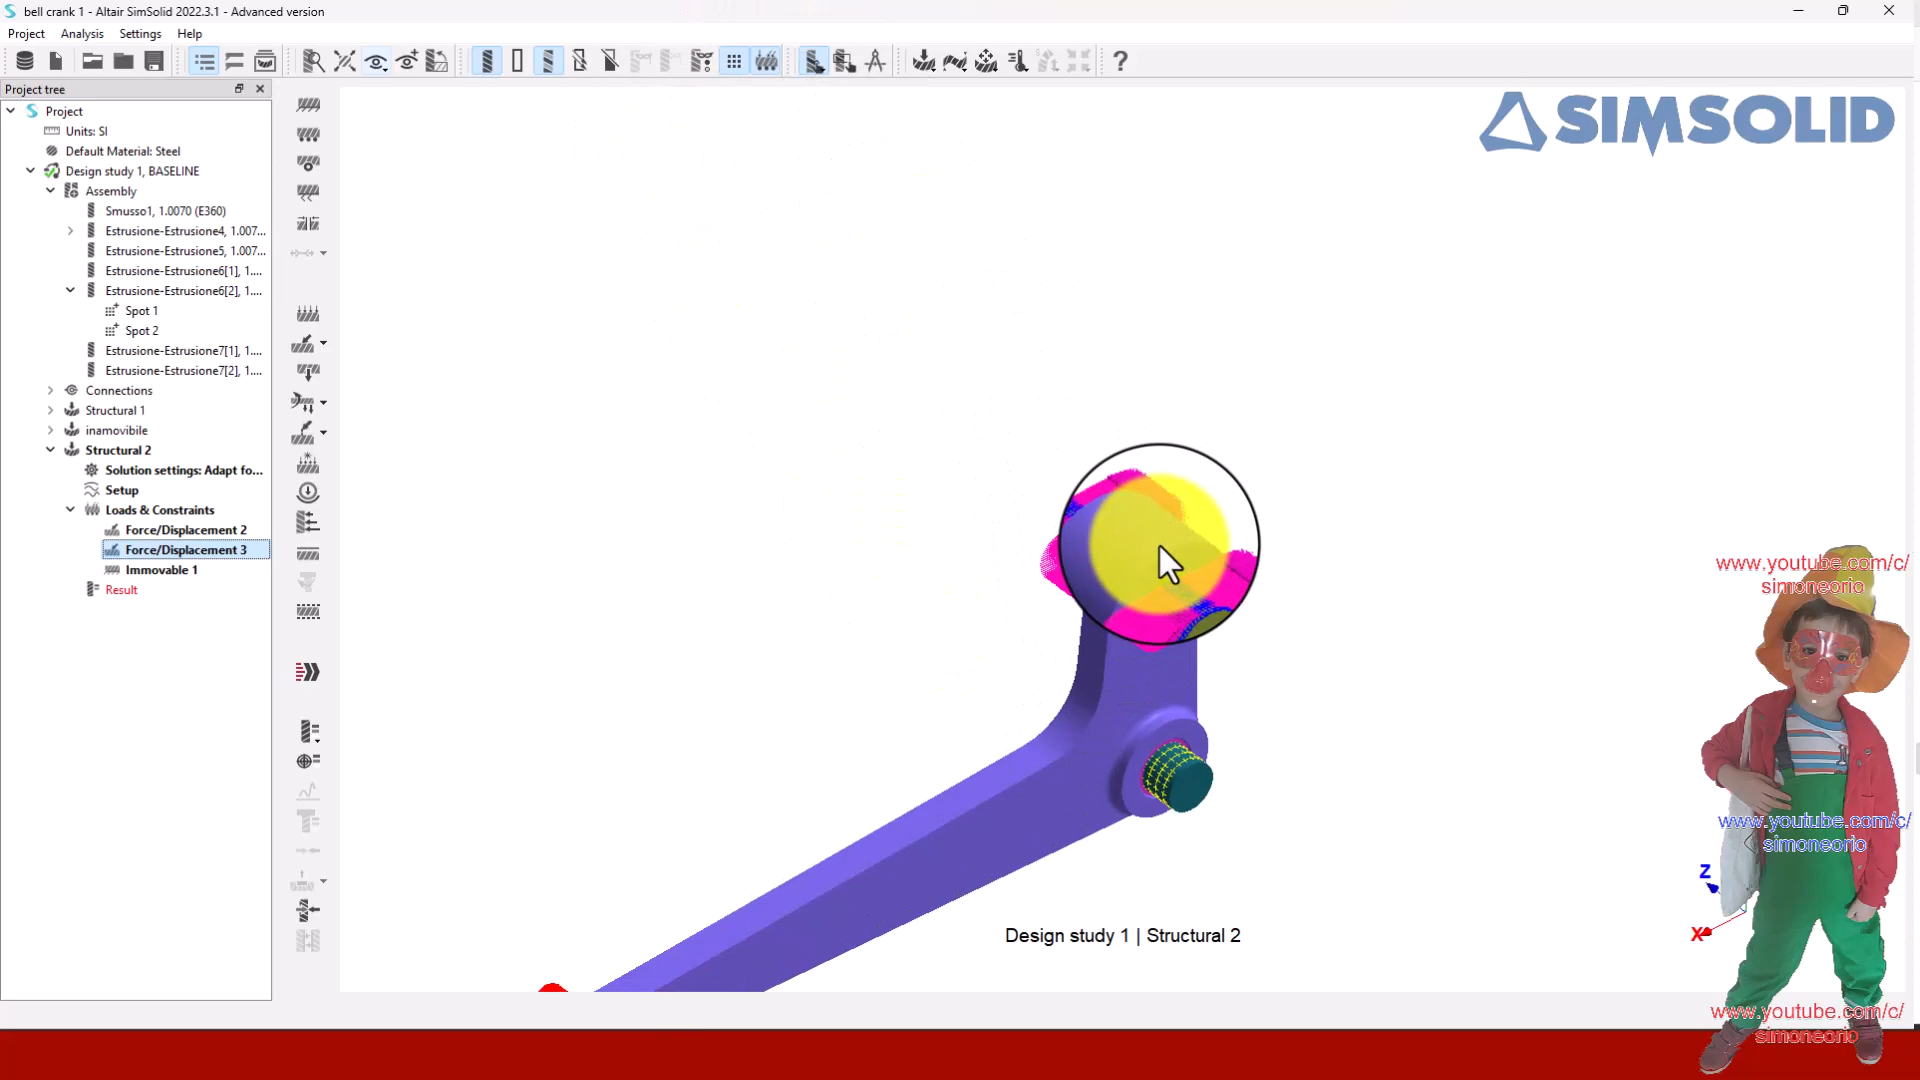 bell crank 1 - Altair SimSolid 2022.3.1 - Advanced version
Project Analysis Settings Help
Project tree
Project
Units: SI
Default Material: Steel
Design study 1, BASELINE
Assembly
Smusso1, 1.0070 (E360)
Estrusione-Estrusione4, 1.007...
Estrusione-Estrusione5, 1.007...
Estrusione-Estrusione6[1], 1....
Estrusione-Estrusione6[2], 1....
Spot 1
Spot 2
Estrusione-Estrusione7[1], 1....
Estrusione-Estrusione7[2], 1....
Connections
Structural 1
inamovibile
Structural 2
Solution settings: Adapt fo...
Setup
Loads & Constraints
Force/Displacement 2
Force/Displacement 3
Immovable 1
Result
SIMSOLID
www.youtube.com/c/
simoneorio
www.youtube.com/c/
simoneorio
Z
X
Design study 1 | Structural 2
www.youtube.com/c/
simoneorio